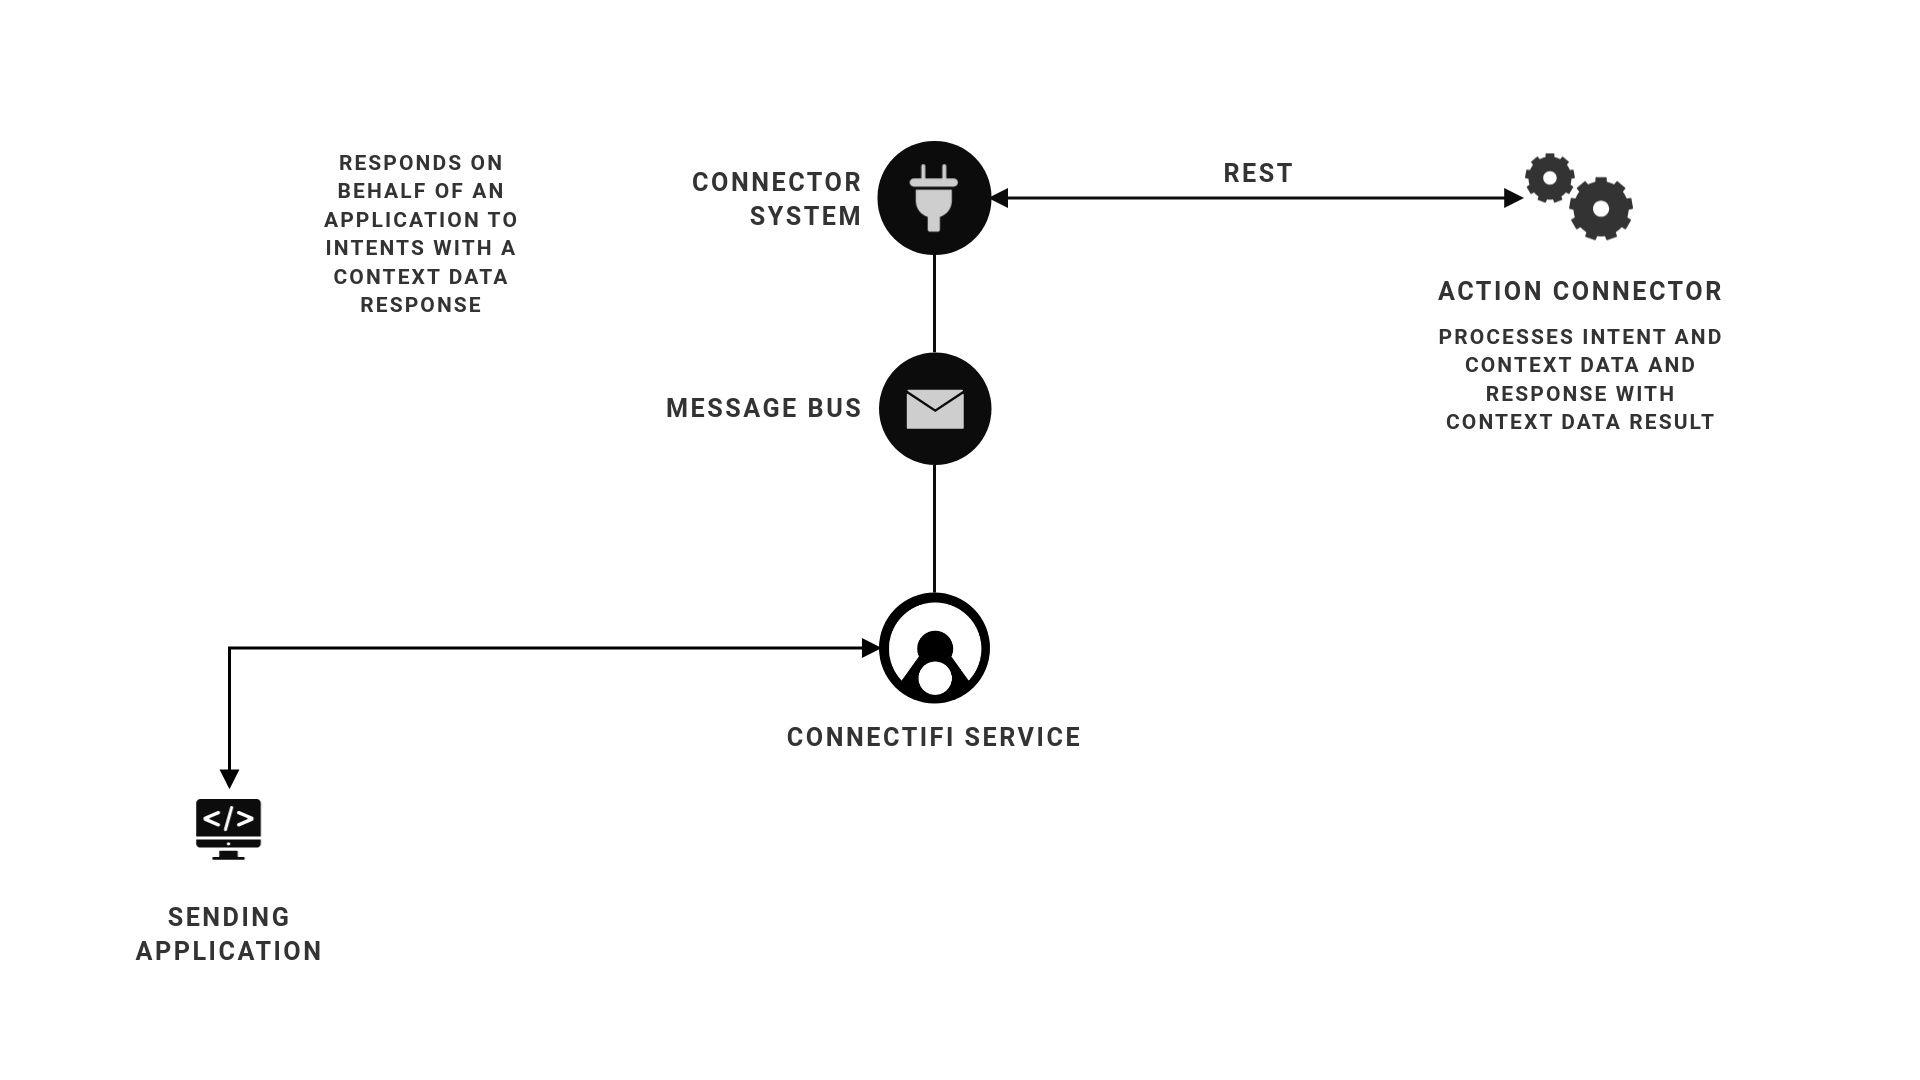 RESPONDS ON
BEHALF OF AN
APPLICATION TO
INTENTS WITH A
CONTEXT DATA
RESPONSE
CONNECTOR
SYSTEM
REST
ACTION CONNECTOR
PROCESSES INTENT AND
CONTEXT DATA AND
RESPONSE WITH
CONTEXT DATA RESULT
MESSAGE BUS
CONNECTIFI SERVICE
</>
SENDING
APPLICATION